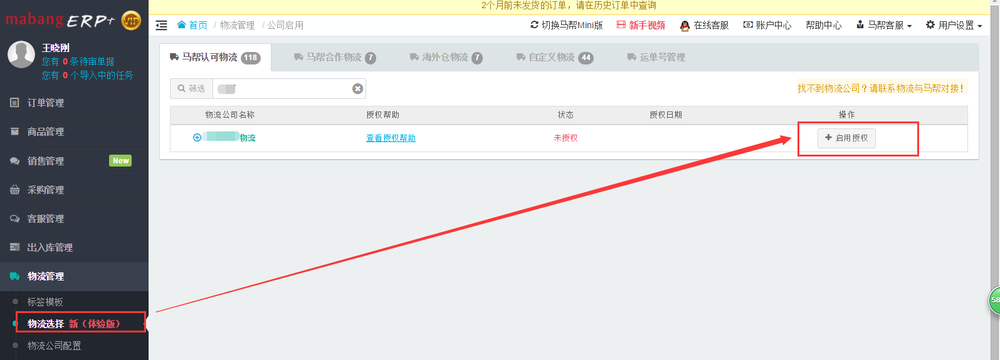 2个月前未发货的订单，请在历史订单中查询
mabang ERP+ VIP
首页 / 物流管理 / 公司启用
切换马帮Mini版 新手视频 在线客服 账户中心 帮助中心 马帮客服 用户设置
王晓刚
您有 0 条待审单据
您有 0 个导入中的任务
订单管理
商品管理
销售管理 New
采购管理
客服管理
出入库管理
物流管理
标签模板
物流选择 新（体验版）
物流公司配置
马帮认可物流 118 马帮合作物流 7 海外仓物流 7 自定义物流 44 运单号管理
筛选
找不到物流公司？请联系物流与马帮对接！
物流公司名称 授权帮助 状态 授权日期 操作
物流 查看授权帮助 未授权 启用授权
58